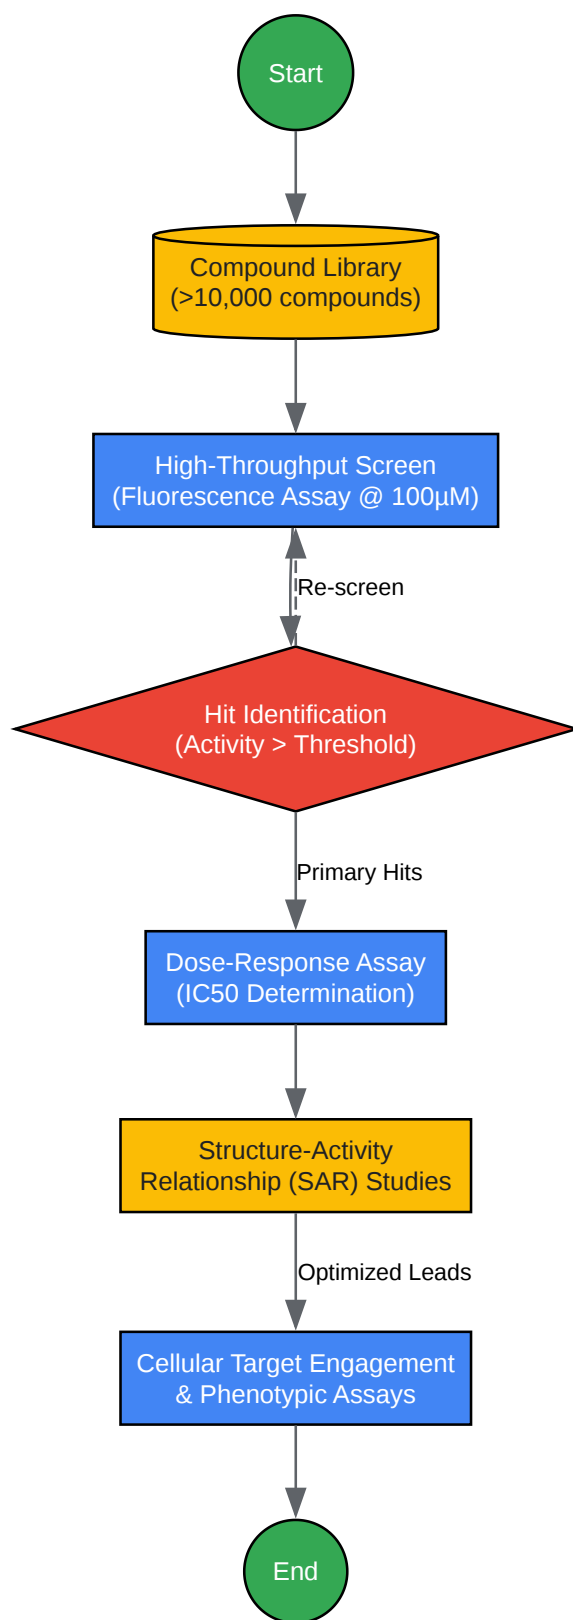 Start
Compound Library
(>10,000 compounds)
High-Throughput Screen
(Fluorescence Assay @ 100µM)
Re-screen
Hit Identification
(Activity > Threshold)
Primary Hits
Dose-Response Assay
(IC50 Determination)
Structure-Activity
Relationship (SAR) Studies
Optimized Leads
Cellular Target Engagement
& Phenotypic Assays
End